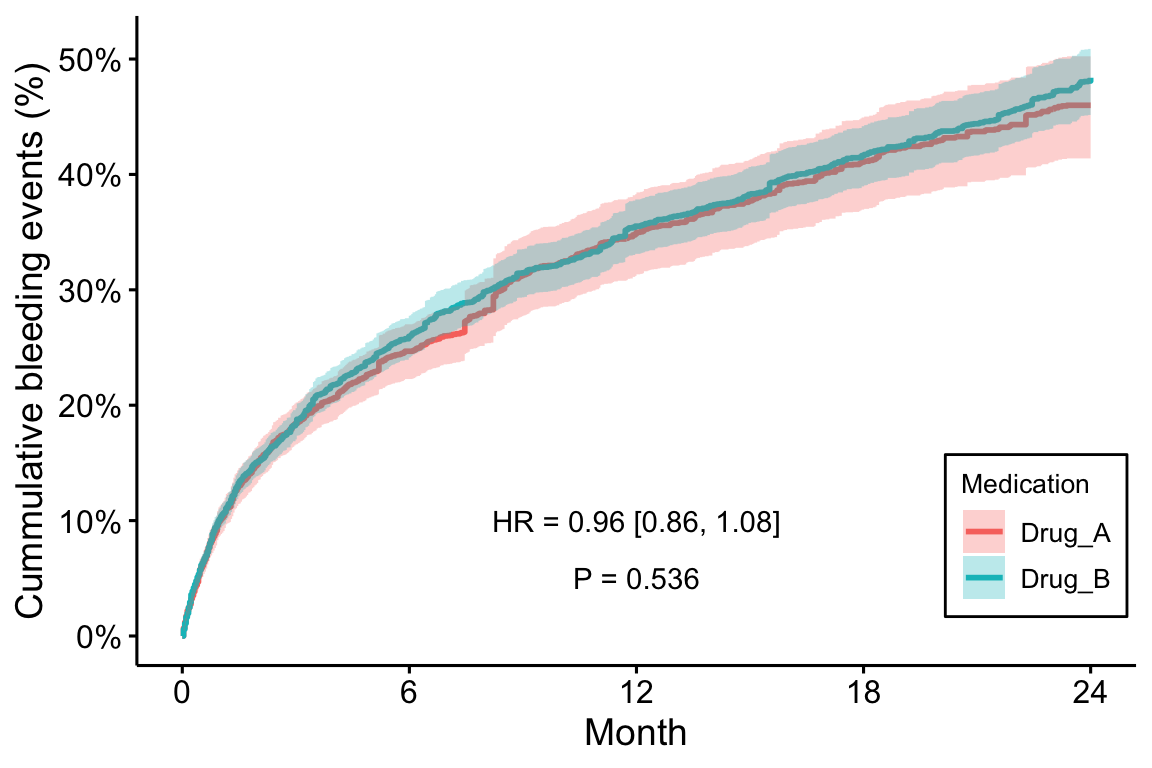 Cummulative bleeding events (%)
50%
40%
30%
20%
10%
0%
HR = 0.96 [0.86, 1.08]
P = 0.536
Medication
Drug_A
Drug_B
0 6 12 18 24
Month